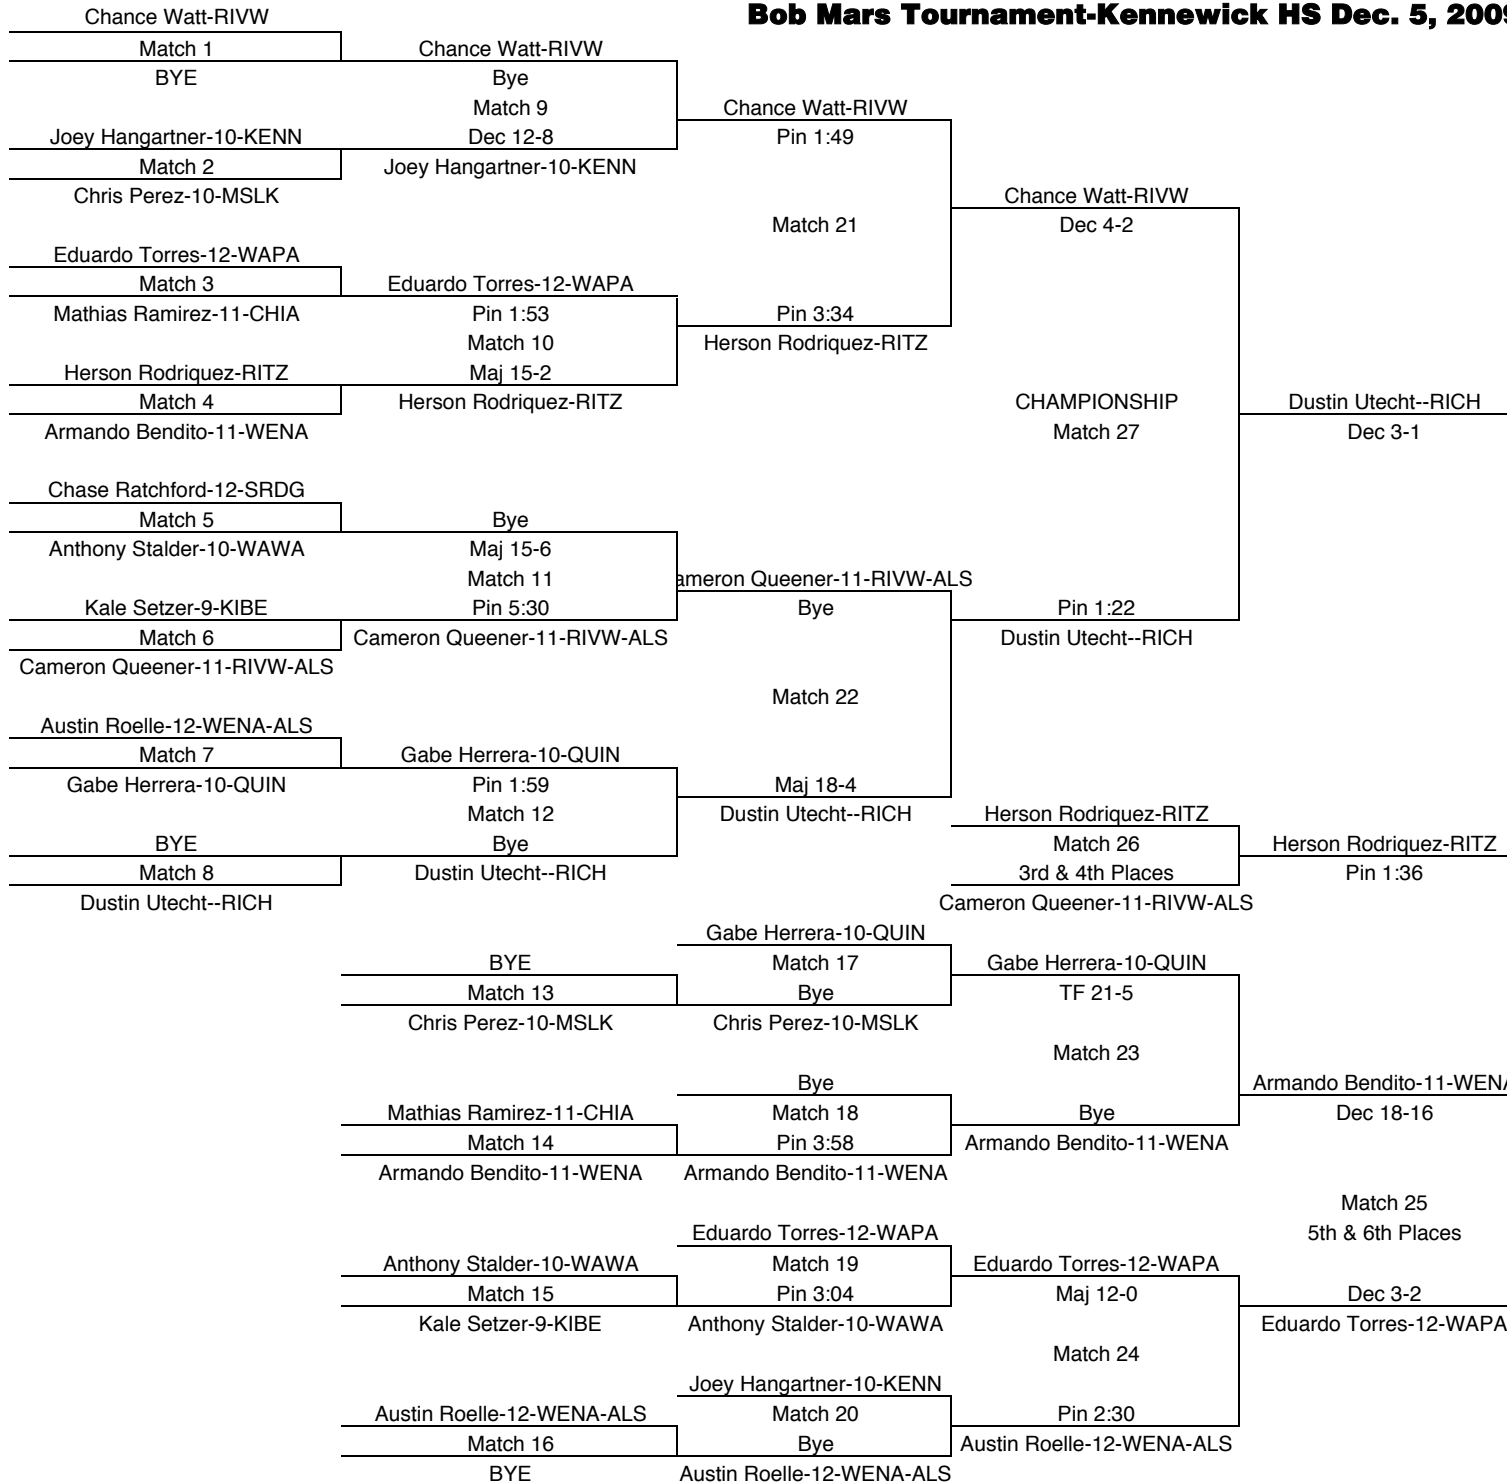 Bob Mars Tournament-Kennewick HS Dec. 5, 2009
Chance Watt-RIVW
Match 1
BYE
Joey Hangartner-10-KENN
Match 2
Chris Perez-10-MSLK
Eduardo Torres-12-WAPA
Match 3
Mathias Ramirez-11-CHIA
Herson Rodriquez-RITZ
Match 4
Armando Bendito-11-WENA
Chase Ratchford-12-SRDG
Match 5
Anthony Stalder-10-WAWA
Kale Setzer-9-KIBE
Match 6
Cameron Queener-11-RIVW-ALS
Austin Roelle-12-WENA-ALS
Match 7
Gabe Herrera-10-QUIN
BYE
Match 8
Dustin Utecht--RICH
Chance Watt-RIVW
Bye
Match 9
Dec 12-8
Joey Hangartner-10-KENN
Eduardo Torres-12-WAPA
Pin 1:53
Match 10
Maj 15-2
Herson Rodriquez-RITZ
Bye
Maj 15-6
Match 11
Pin 5:30
Cameron Queener-11-RIVW-ALS
Gabe Herrera-10-QUIN
Pin 1:59
Match 12
Bye
Dustin Utecht--RICH
Chance Watt-RIVW
Pin 1:49
Match 21
Pin 3:34
Herson Rodriquez-RITZ
ameron Queener-11-RIVW-ALS
Bye
Match 22
Maj 18-4
Dustin Utecht--RICH
Chance Watt-RIVW
Dec 4-2
CHAMPIONSHIP
Match 27
Pin 1:22
Dustin Utecht--RICH
Dustin Utecht--RICH
Dec 3-1
Herson Rodriquez-RITZ
Match 26
3rd & 4th Places
Cameron Queener-11-RIVW-ALS
Herson Rodriquez-RITZ
Pin 1:36
BYE
Match 13
Chris Perez-10-MSLK
Mathias Ramirez-11-CHIA
Match 14
Armando Bendito-11-WENA
Anthony Stalder-10-WAWA
Match 15
Kale Setzer-9-KIBE
Austin Roelle-12-WENA-ALS
Match 16
BYE
Gabe Herrera-10-QUIN
Match 17
Bye
Chris Perez-10-MSLK
Bye
Match 18
Pin 3:58
Armando Bendito-11-WENA
Eduardo Torres-12-WAPA
Match 19
Pin 3:04
Anthony Stalder-10-WAWA
Joey Hangartner-10-KENN
Match 20
Bye
Austin Roelle-12-WENA-ALS
Gabe Herrera-10-QUIN
TF 21-5
Match 23
Bye
Armando Bendito-11-WENA
Eduardo Torres-12-WAPA
Maj 12-0
Match 24
Pin 2:30
Austin Roelle-12-WENA-ALS
Armando Bendito-11-WENA
Dec 18-16
Match 25
5th & 6th Places
Dec 3-2
Eduardo Torres-12-WAPA